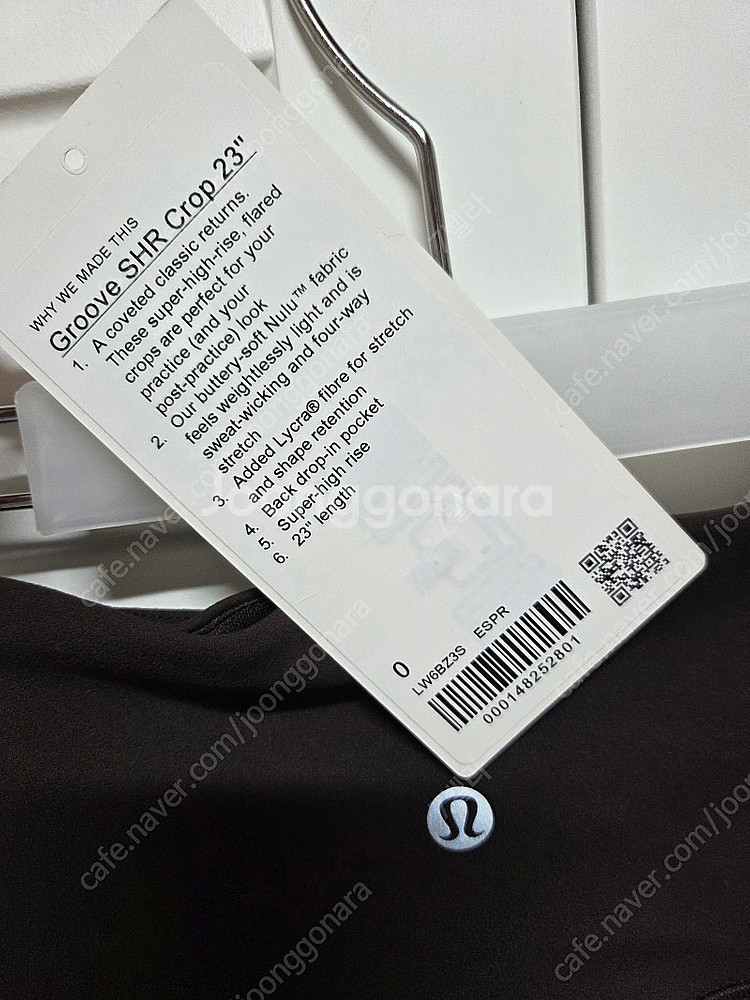 WHY WE MADE THIS
Groove SHR Crop 23"
1. A coveted classic returns.
These super-high-rise, flared
crops are perfect for your
practice (and your
post-practice) look
2. Our buttery-soft Nulu™ fabric
feels weightlessly light and is
sweat-wicking and four-way
stretch
3. Added Lycra® fibre for stretch
and shape retention
4. Back drop-in pocket
5. Super-high rise
6. 23" length
0
LW6BZ3S ESPR
000148252801
Joonggonara
cafe.naver.com/joonggonara